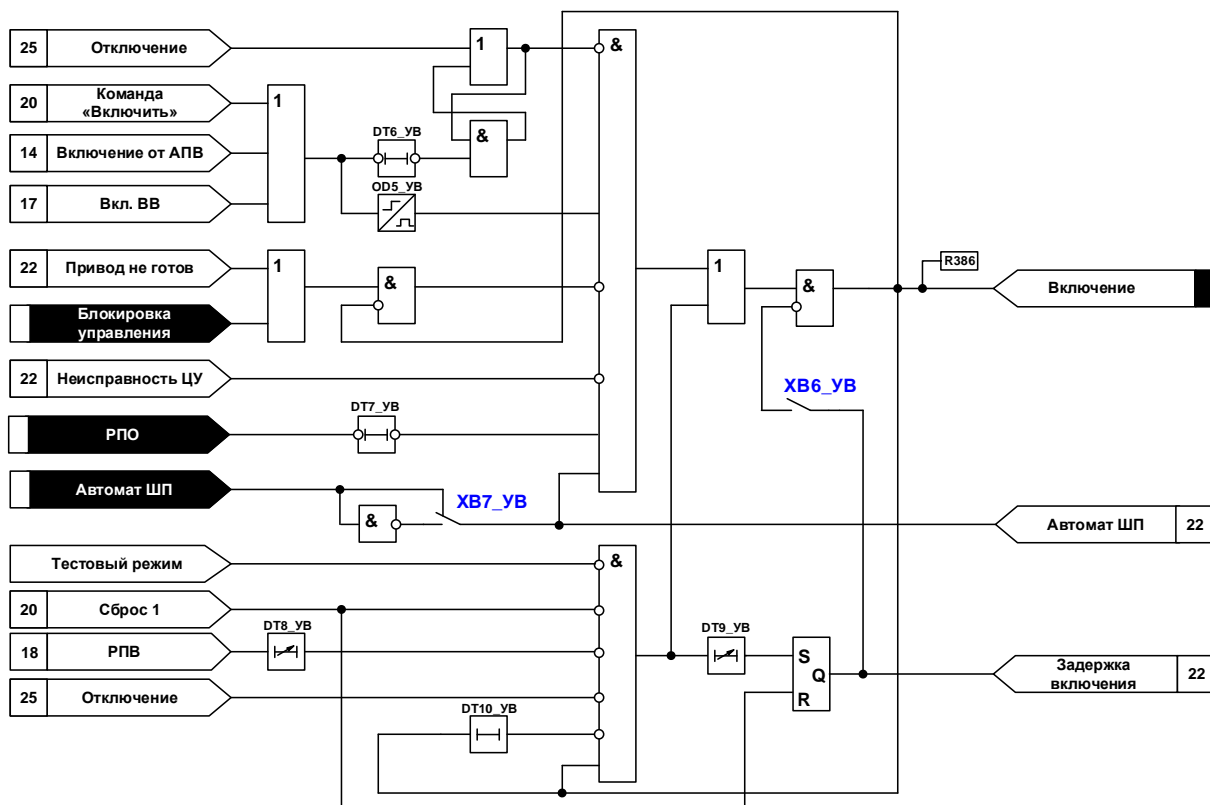 25 Отключение
1
&
20 Команда
«Включить»
1
DT6_УВ
&
14 Включение от АПВ
OD5_УВ
17 Вкл. ВВ
22 Привод не готов
1
&
1
&
R386
Включение
Блокировка
управления
22 Неисправность ЦУ
XB6_УВ
DT7_УВ
РПО
Автомат ШП
XB7_УВ
&
Автомат ШП 22
Тестовый режим
&
20 Сброс 1
18 РПВ
DT8_УВ
DT9_УВ
S
Q
R
Задержка
включения
22
25 Отключение
DT10_УВ